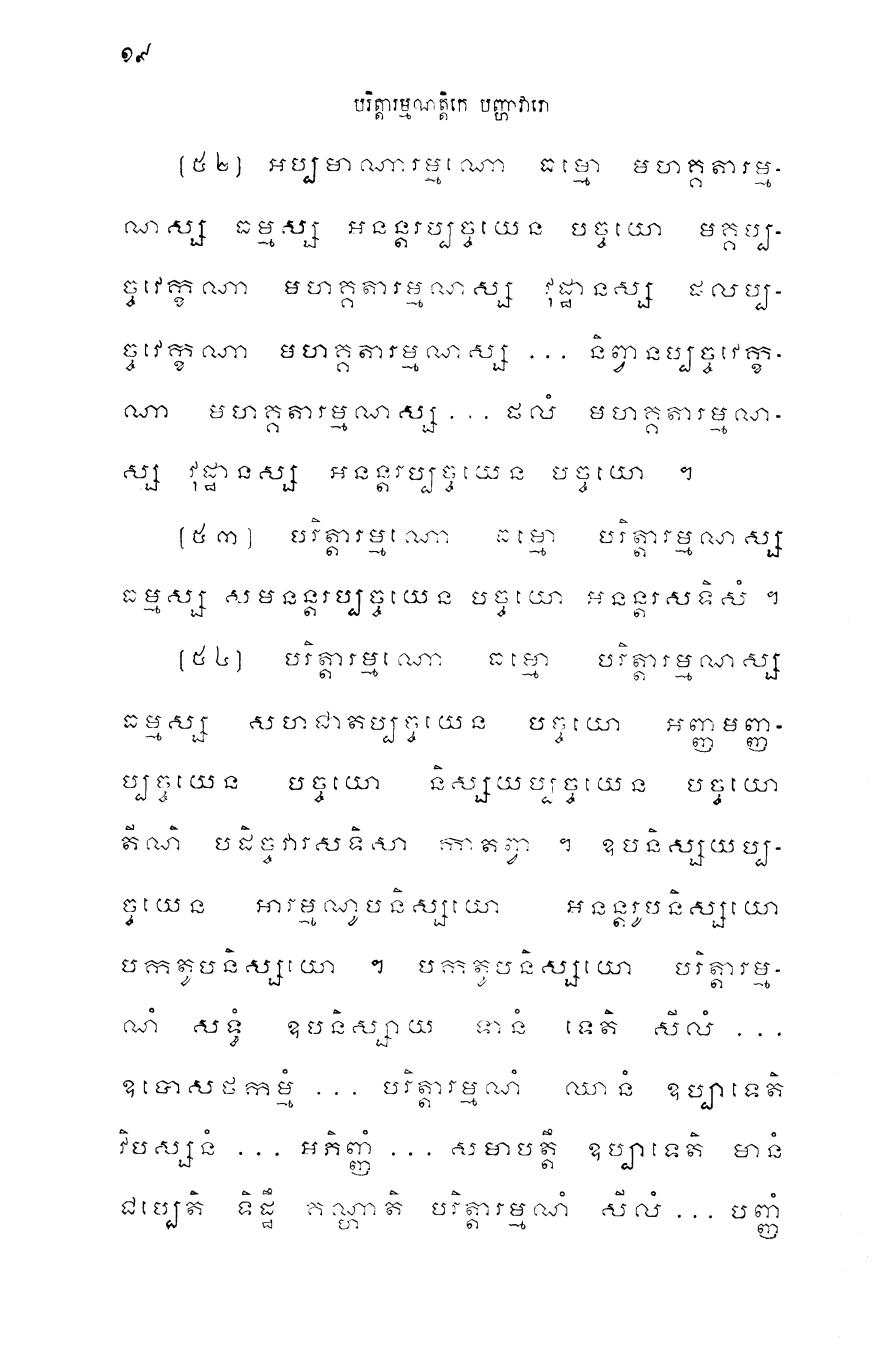 ១៩
បរិត្តារម្មណត្តិកេ បញ្ហាវារោ
(៥២) អប្បមាណារម្មណោ ធម្មោ មហគ្គតារម្ម-
ណស្ស ធម្មស្ស អនន្តរប្បច្ចយេន បច្ចយោ មគ្គប្ប-
ច្ចវេក្ខណា មហគ្គតារម្មណស្ស វុដ្ឋានស្ស ផលប្ប-
ច្ចវេក្ខណា មហគ្គតារម្មណស្ស ... និព្វានប្បច្ចវេក្ខ-
ណា មហគ្គតារម្មណស្ស ... ផលំ មហគ្គតារម្មណ-
ស្ស វុដ្ឋានស្ស អនន្តរប្បច្ចយេន បច្ចយោ ។
(៥៣) បរិត្តារម្មណោ ធម្មោ បរិត្តារម្មណស្ស
ធម្មស្ស សមនន្តរប្បច្ចយេន បច្ចយោ អនន្តរសទិសំ ។
(៥៤) បរិត្តារម្មណោ ធម្មោ បរិត្តារម្មណស្ស
ធម្មស្ស សហជាតប្បច្ចយេន បច្ចយោ អញ្ញមញ្ញ-
ប្បច្ចយេន បច្ចយោ និស្សយប្បច្ចយេន បច្ចយោ
តីណិ បដិច្ចវារសទិសា កាតព្វា ។ ឧបនិស្សយប្ប-
ច្ចយេន អារម្មណូបនិស្សយោ អនន្តរូបនិស្សយោ
បកតូបនិស្សយោ ។ បកតូបនិស្សយោ បរិត្តារម្ម-
ណំ សទ្ធំ ឧបនិស្សាយ ទានំ ទេតិ សីលំ ...
ឧបោសថកម្មំ ... បរិត្តារម្មណំ ឈានំ ឧប្បាទេតិ
វិបស្សនំ ... អភិញ្ញំ ... សមាបត្តឹ ឧប្បាទេតិ មានំ
ជប្បេតិ ទិដ្ឋឹ គណ្ហាតិ បរិត្តារម្មណំ សីលំ ... បញ្ញំ